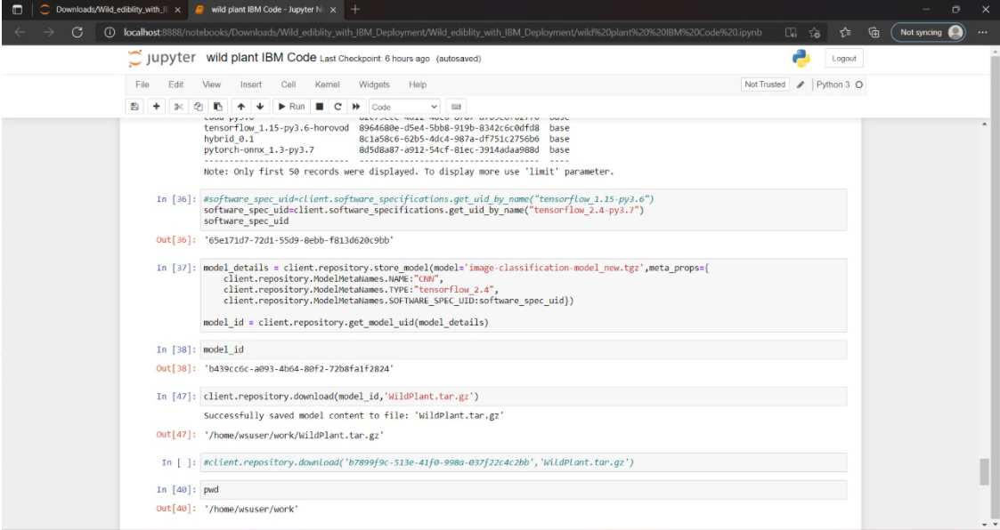 Downloads/Wild_ediblity_with_IE
wild plant IBM Code - Jupyter N
localhost:8888/notebooks/Downloads/Wild_ediblity_with_IBM_Deployment/Wild_ediblity_with_IBM_Deployment/wild%20plant%20%20IBM%20Code%20.ipynb
Not syncing
jupyter wild plant IBM Code Last Checkpoint: 6 hours ago (autosaved)
Logout
File Edit View Insert Cell Kernel Widgets Help
Not Trusted Python 3
Run Code
base
tensorflow_1.15-py3.6-horovod 8964680e-d5e4-5bb8-919b-8342c6c0dfd8 base
hybrid_0.1 8c1a58c6-62b5-4dc4-987a-df751c2756b6 base
pytorch-onnx_1.3-py3.7 8d5d8a87-a912-54cf-81ec-3914adaa988d base
------------------------------- ------------------------------------ ----
Note: Only first 50 records were displayed. To display more use 'limit' parameter.
In [36]: #software_spec_uid=client.software_specifications.get_uid_by_name("tensorflow_1.15-py3.6")
software_spec_uid=client.software_specifications.get_uid_by_name("tensorflow_2.4-py3.7")
software_spec_uid
Out[36]: '65e171d7-72d1-55d9-8ebb-f813d620c9bb'
In [37]: model_details = client.repository.store_model(model='image-classification-model_new.tgz',meta_props={
client.repository.ModelMetaNames.NAME:"CNN",
client.repository.ModelMetaNames.TYPE:"tensorflow_2.4",
client.repository.ModelMetaNames.SOFTWARE_SPEC_UID:software_spec_uid})
model_id = client.repository.get_model_uid(model_details)
In [38]: model_id
Out[38]: 'b439cc6c-a093-4b64-80f2-72b8fa1f2824'
In [47]: client.repository.download(model_id,'WildPlant.tar.gz')
Successfully saved model content to file: 'WildPlant.tar.gz'
Out[47]: '/home/wsuser/work/WildPlant.tar.gz'
In [ ]: #client.repository.download('b7899f9c-513e-41f0-998a-037f22c4c2bb','WildPlant.tar.gz')
In [40]: pwd
Out[40]: '/home/wsuser/work'